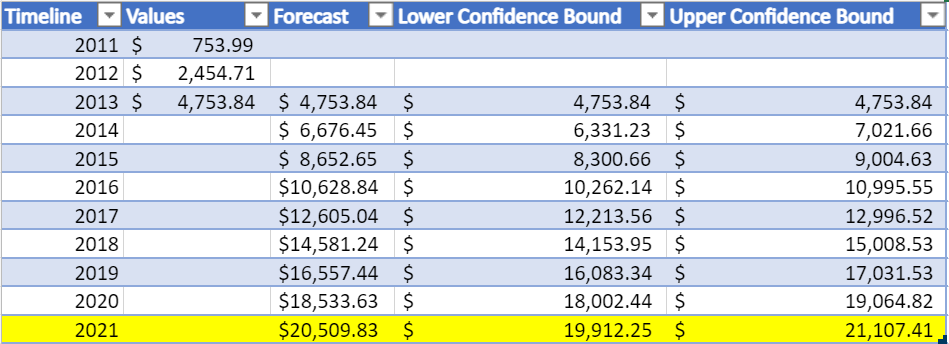 Timeline Values Forecast Lower Confidence Bound Upper Confidence Bound
2011 $ 753.99
2012 $ 2,454.71
2013 $ 4,753.84 $ 4,753.84 $ 4,753.84 $ 4,753.84
2014 $ 6,676.45 $ 6,331.23 $ 7,021.66
2015 $ 8,652.65 $ 8,300.66 $ 9,004.63
2016 $10,628.84 $ 10,262.14 $ 10,995.55
2017 $12,605.04 $ 12,213.56 $ 12,996.52
2018 $14,581.24 $ 14,153.95 $ 15,008.53
2019 $16,557.44 $ 16,083.34 $ 17,031.53
2020 $18,533.63 $ 18,002.44 $ 19,064.82
2021 $20,509.83 $ 19,912.25 $ 21,107.41